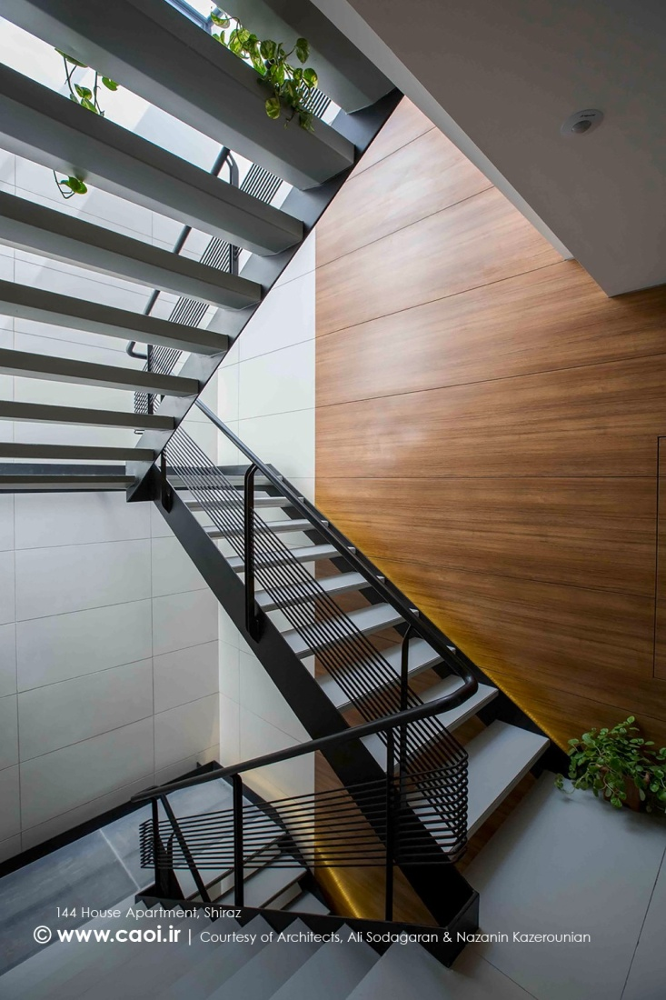 144 House Apartment, Shiraz
© www.caoi.ir | Courtesy of Architects, Ali Sodagaran & Nazanin Kazerounian